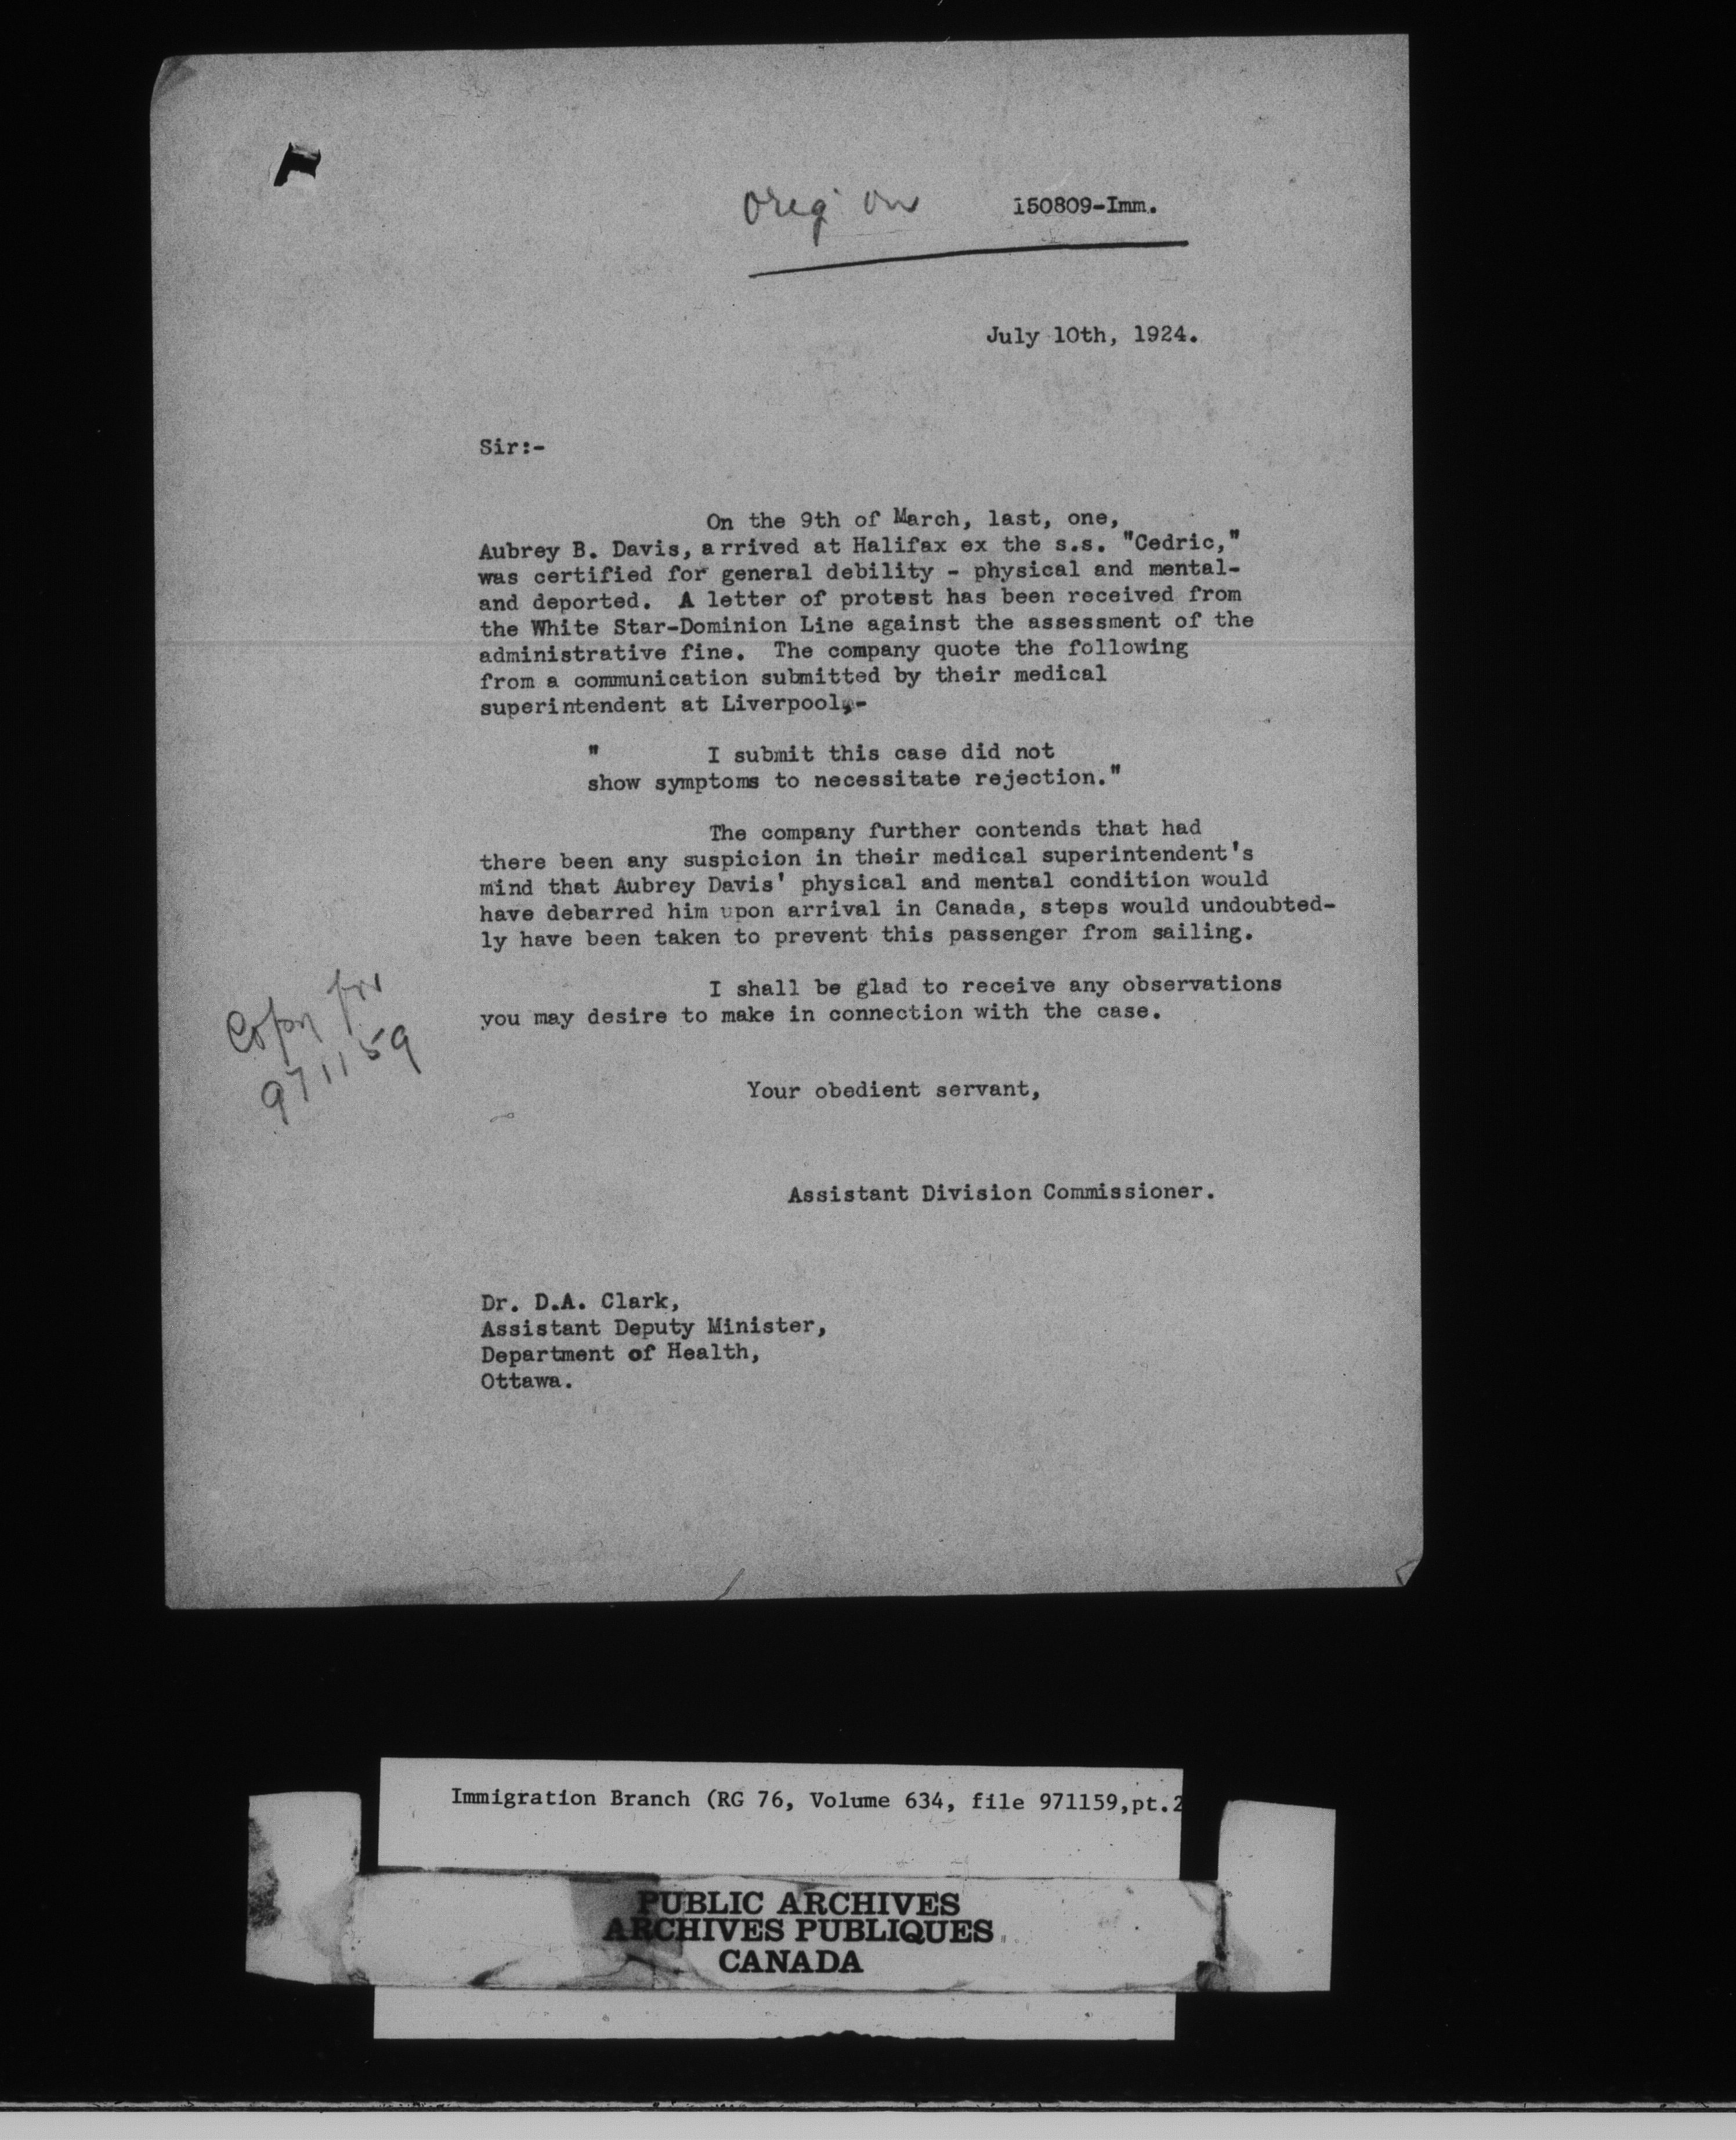 Orig on 150809-Imm.
July 10th, 1924.
Sir:-
On the 9th of March, last, one,
Aubrey B. Davis, arrived at Halifax ex the s.s. "Cedric,"
was certified for general debility - physical and mental-
and deported. A letter of protest has been received from
the White Star-Dominion Line against the assessment of the
administrative fine. The company quote the following
from a communication submitted by their medical
superintendent at Liverpool,-
" I submit this case did not
show symptoms to necessitate rejection."
The company further contends that had
there been any suspicion in their medical superintendent's
mind that Aubrey Davis' physical and mental condition would
have debarred him upon arrival in Canada, steps would undoubted-
ly have been taken to prevent this passenger from sailing.
I shall be glad to receive any observations
you may desire to make in connection with the case.
Copy for
971159
Your obedient servant,
Assistant Division Commissioner.
Dr. D.A. Clark,
Assistant Deputy Minister,
Department of Health,
Ottawa.
Immigration Branch (RG 76, Volume 634, file 971159,pt.2
PUBLIC ARCHIVES
ARCHIVES PUBLIQUES
CANADA